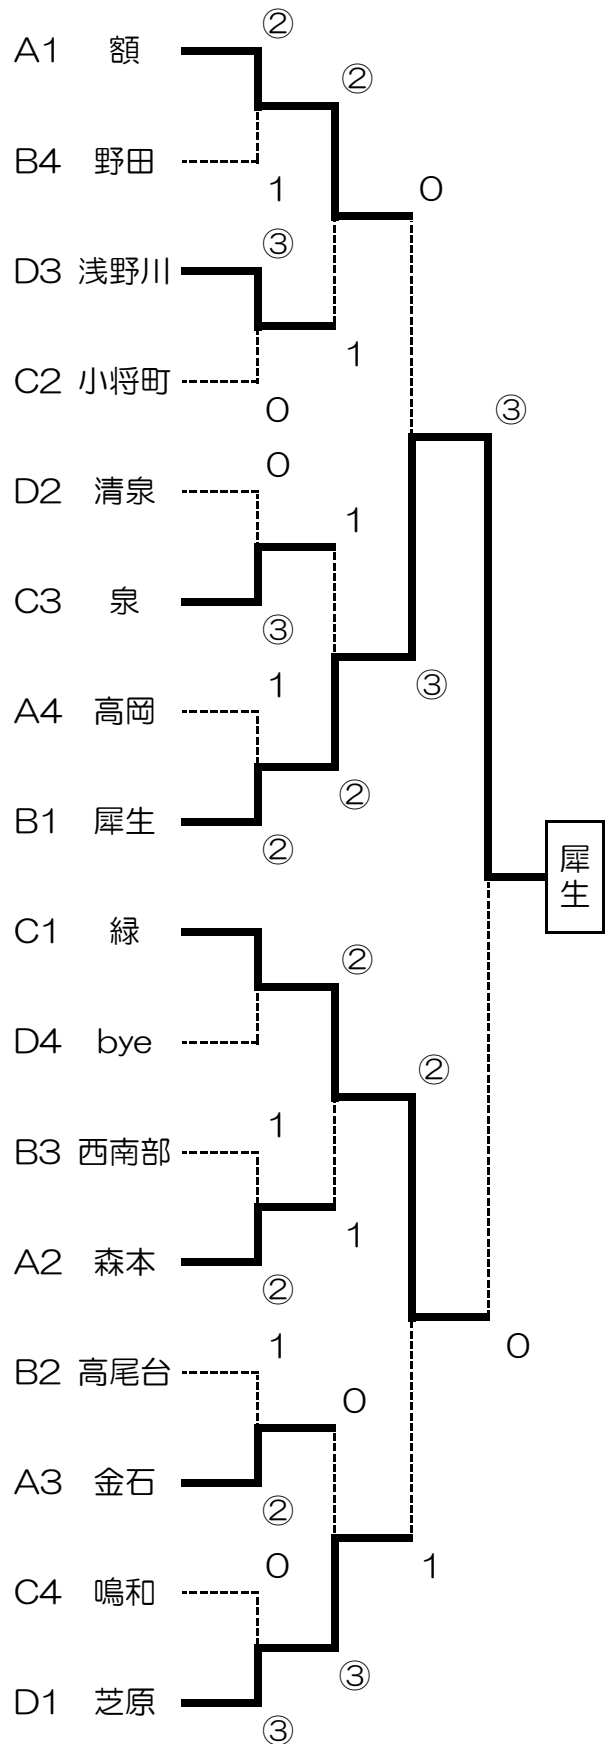 ②
A1 額
②
B4 野田
1
0
③
D3 浅野川
1
C2 小将町
0
③
0
D2 清泉
1
C3 泉
③
1
③
A4 高岡
②
B1 犀生
②
犀生
C1 緑
②
D4 bye
②
1
B3 西南部
1
A2 森本
②
1
0
B2 高尾台
0
A3 金石
②
0
1
C4 鳴和
③
D1 芝原
③